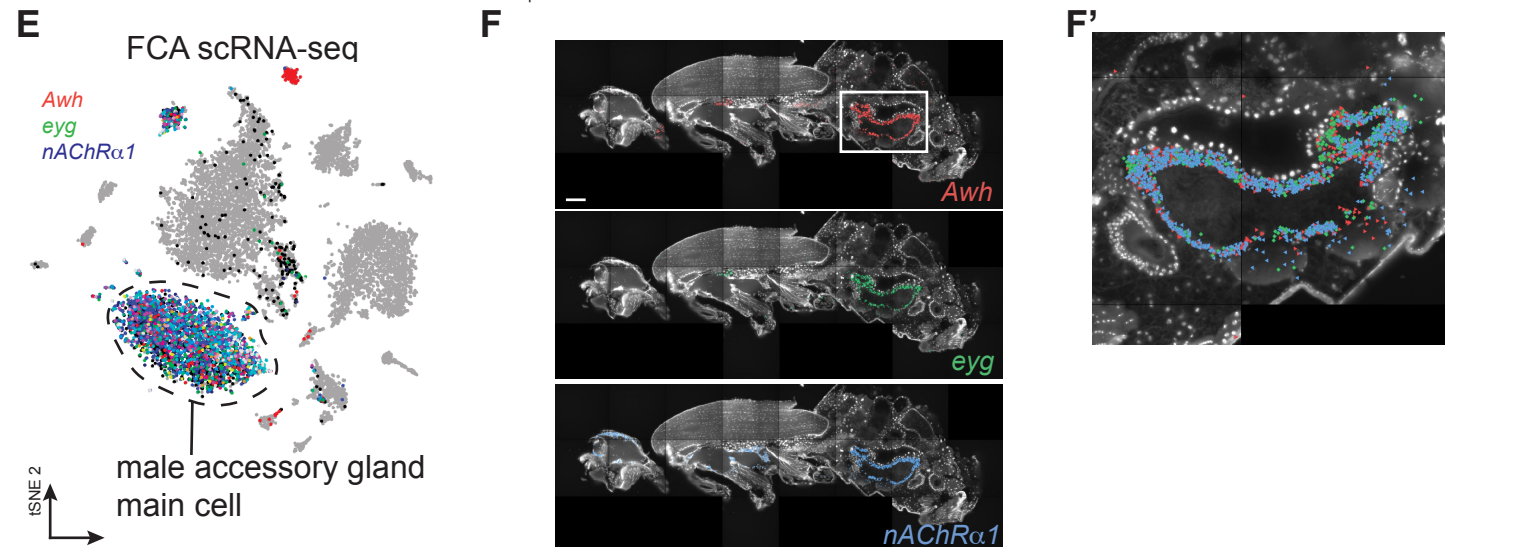 E
FCA scRNA-seq
Awh
eyg
nAChRα1
male accessory gland
main cell
tSNE 2
F
Awh
eyg
nAChRα1
F’